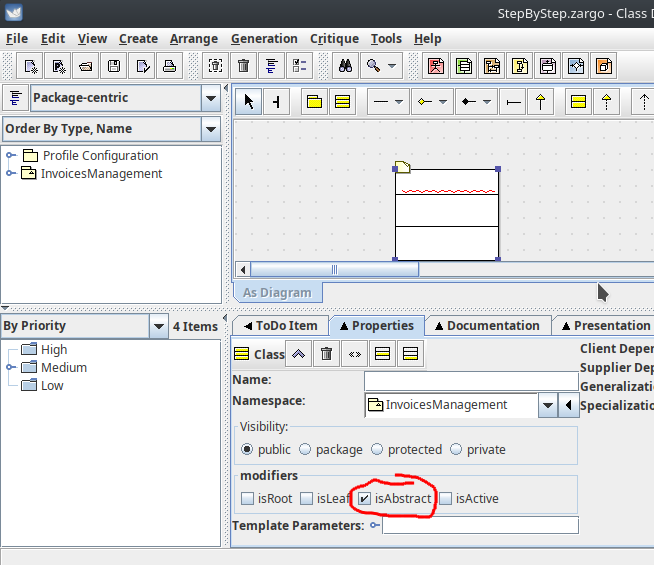 StepByStep.zargo - Class D
File Edit View Create Arrange Generation Critique Tools Help
Package-centric
Order By Type, Name
Profile Configuration
InvoicesManagement
As Diagram
By Priority 4 Items
High
Medium
Low
ToDo Item Properties Documentation Presentation
Class
Client Depen
Supplier Dep
Generalizatio
Specializatio
Name:
Namespace: InvoicesManagement
Visibility:
public package protected private
modifiers
isRoot isLeaf isAbstract isActive
Template Parameters: